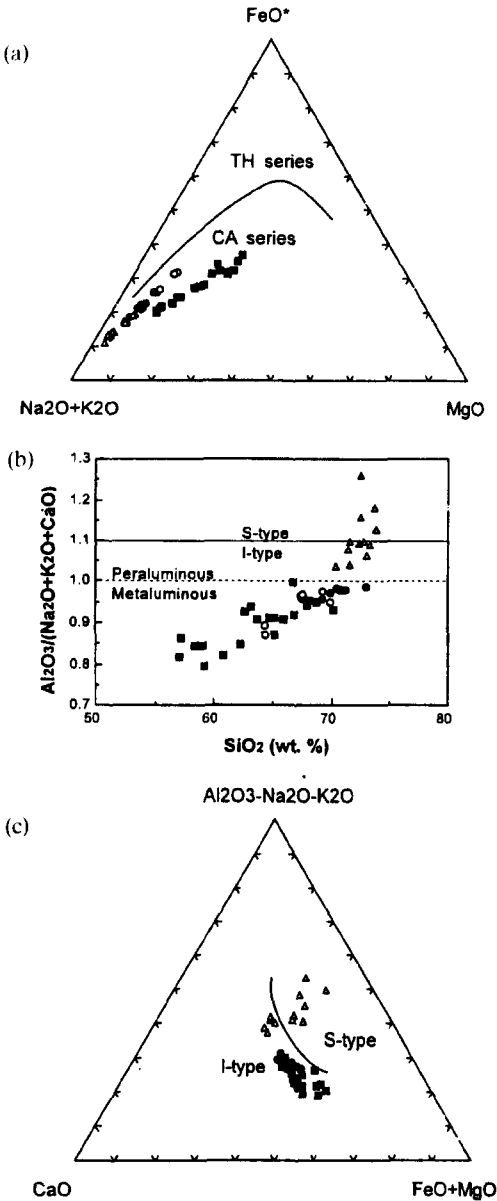 FeO*
(a)
TH series
CA series
Na2O+K2O
MgO
(b)
1.3
1.2
1.1
1.0
0.9
0.8
0.7
Al2O3/(Na2O+K2O+CaO)
S-type
I-type
Peraluminous
Metaluminous
50
60
70
80
SiO2 (wt. %)
Al2O3-Na2O-K2O
(c)
S-type
I-type
CaO
FeO+MgO